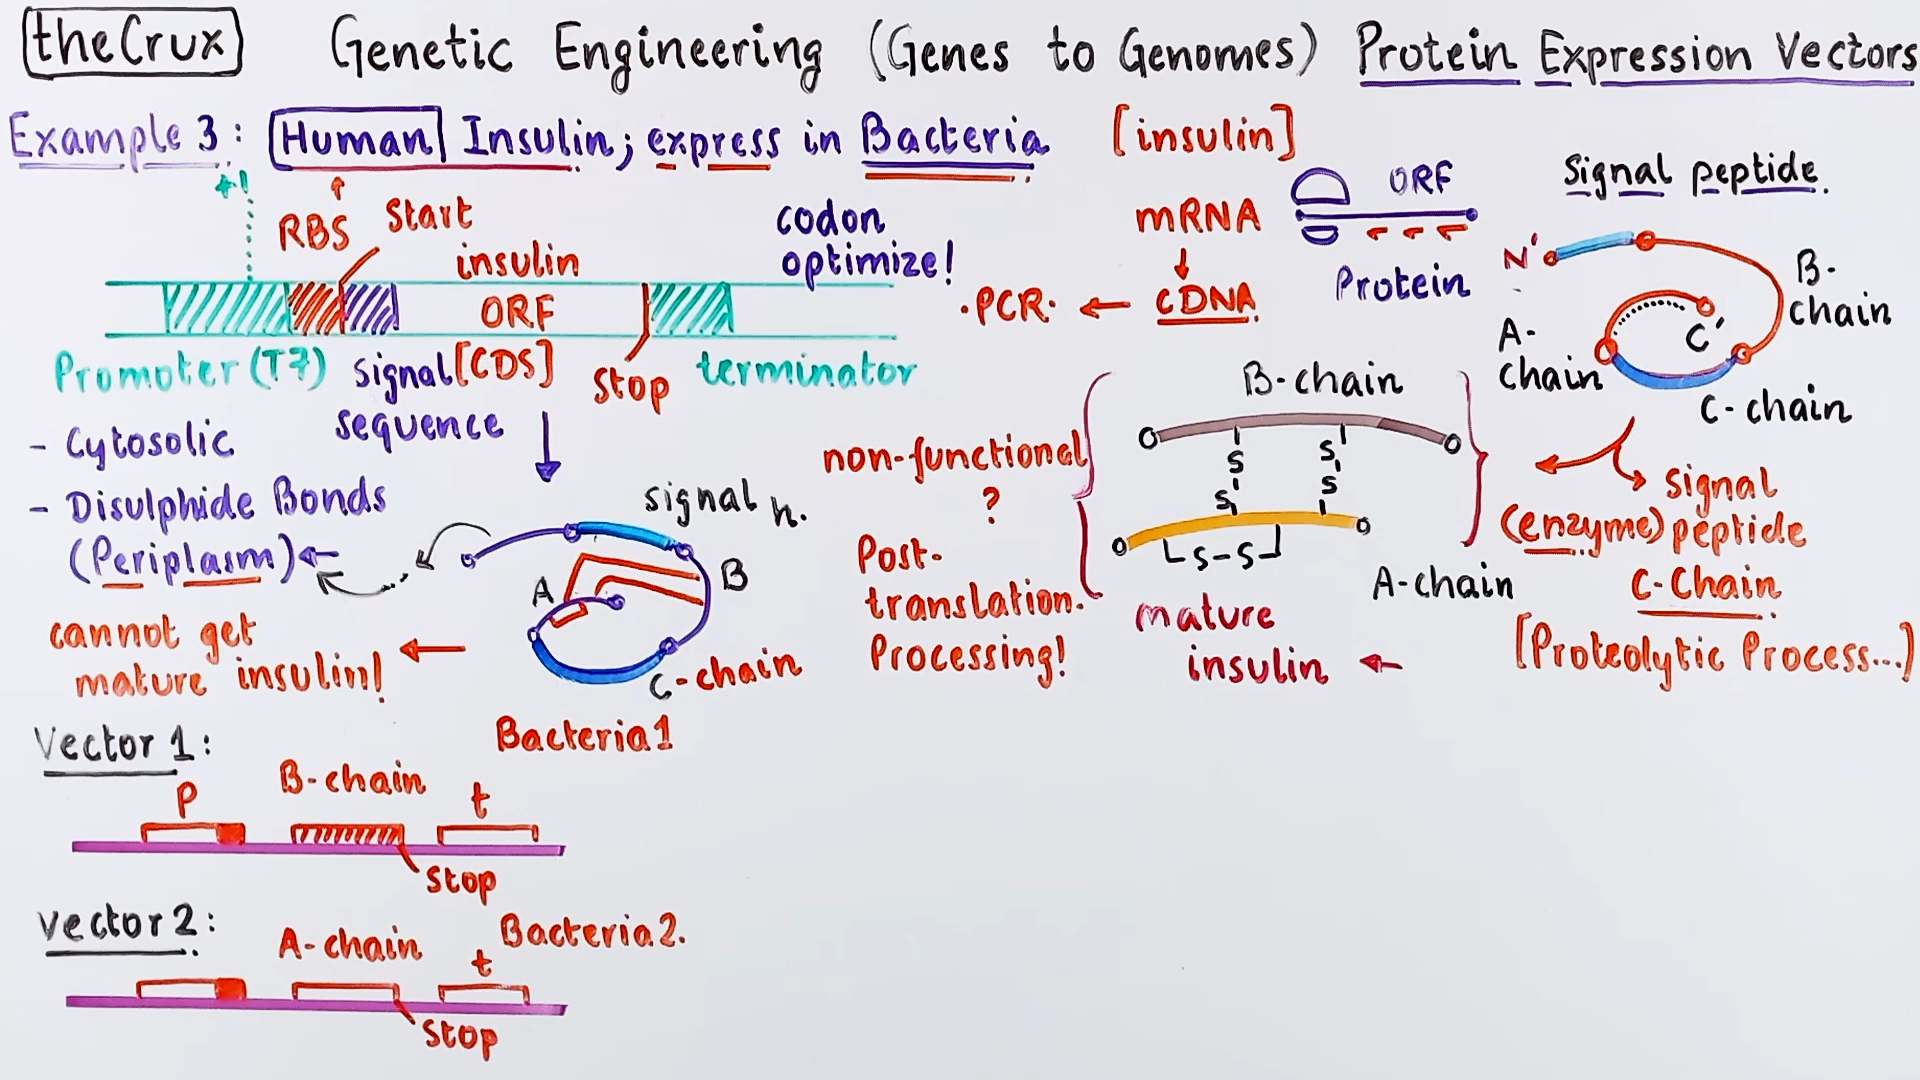 theCrux Genetic Engineering (Genes to Genomes) Protein Expression Vectors
Example 3: Human Insulin; express in Bacteria
+1
RBS
Start
insulin
ORF
[CDS]
codon
optimize!
Promoter (T7)
signal
sequence
Stop
terminator
[insulin]
mRNA
CDNA
.PCR.
ORF
Protein
Signal peptide.
N'
B-
chain
A-
chain
C'
C-chain
- Cytosolic
- Disulphide Bonds
(Periplasm)
signal n.
A
B
C-chain
cannot get
mature insulin!
non-functional
?
Post-
translation.
Processing!
B-chain
S
S
S
S
S-S
A-chain
mature
insulin
signal
(enzyme) peptide
C-Chain
[Proteolytic Process...]
Vector 1:
Bacteria 1
P
B-chain
t
Stop
Vector 2:
Bacteria 2.
A-chain
t
Stop